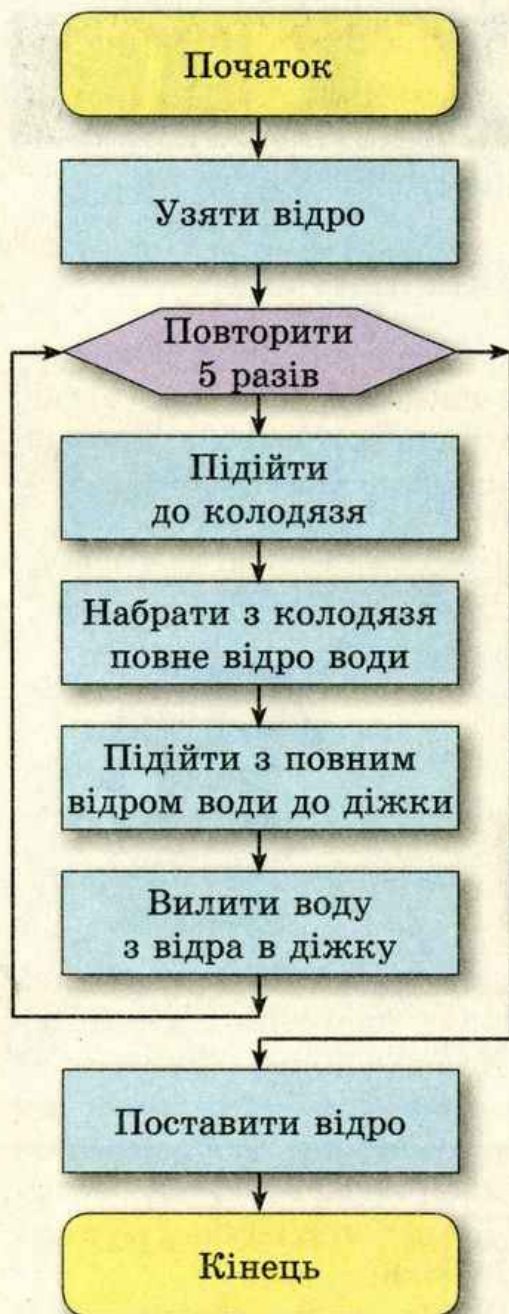 Початок
Узяти відро
Повторити
5 разів
Підійти
до колодязя
Набрати з колодязя
повне відро води
Підійти з повним
відром води до діжки
Вилити воду
з відра в діжку
Поставити відро
Кінець